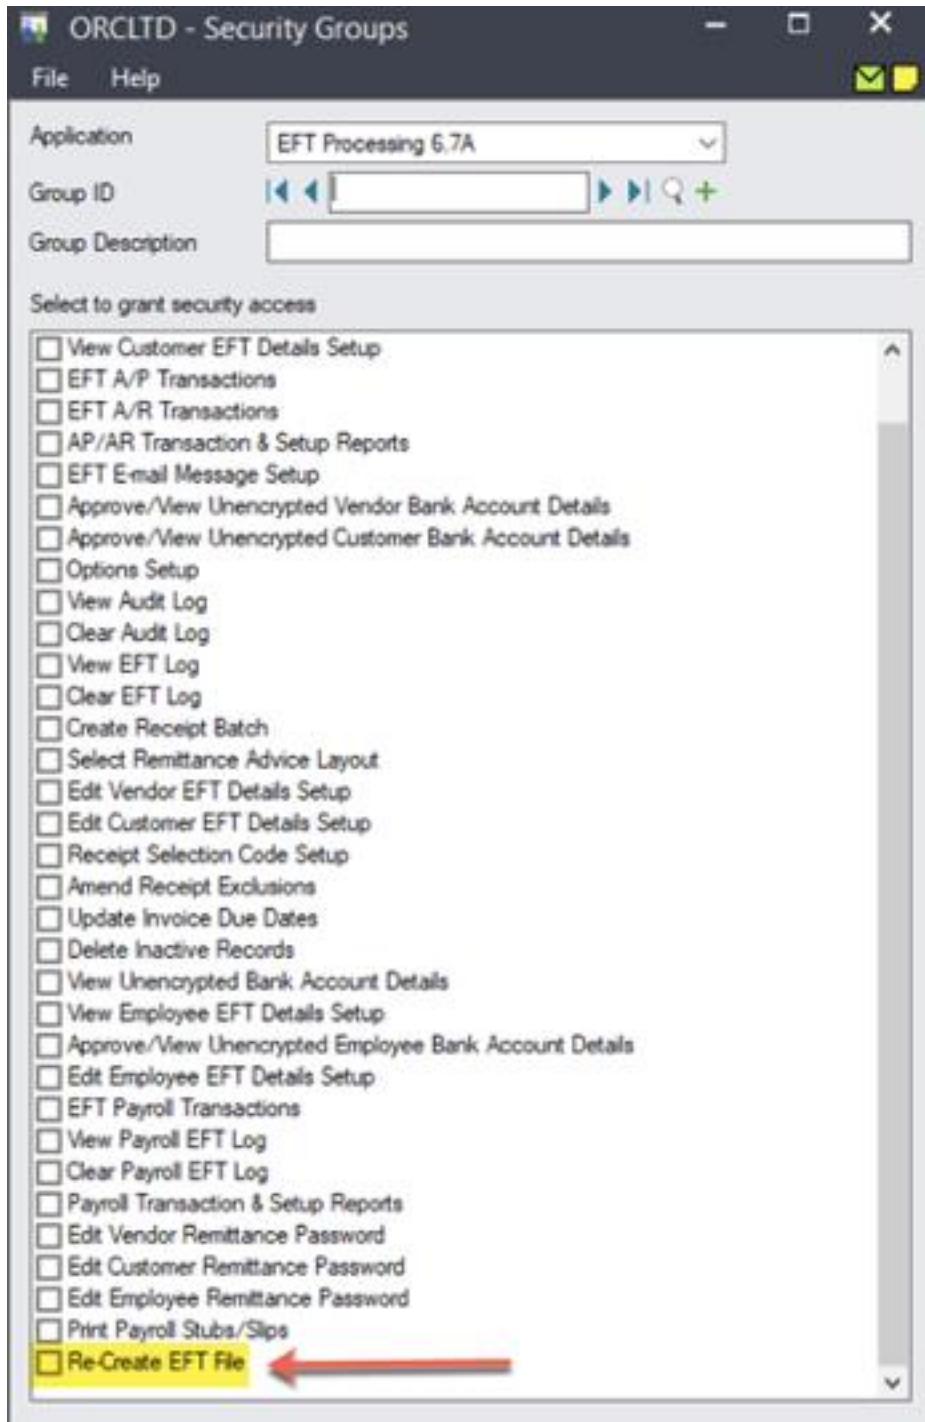 ORCLTD - Security Groups
File Help
Application EFT Processing 6.7A
Group ID
Group Description
Select to grant security access
View Customer EFT Details Setup
EFT A/P Transactions
EFT A/R Transactions
AP/AR Transaction & Setup Reports
EFT E-mail Message Setup
Approve/View Unencrypted Vendor Bank Account Details
Approve/View Unencrypted Customer Bank Account Details
Options Setup
View Audit Log
Clear Audit Log
View EFT Log
Clear EFT Log
Create Receipt Batch
Select Remittance Advice Layout
Edit Vendor EFT Details Setup
Edit Customer EFT Details Setup
Receipt Selection Code Setup
Amend Receipt Exclusions
Update Invoice Due Dates
Delete Inactive Records
View Unencrypted Bank Account Details
View Employee EFT Details Setup
Approve/View Unencrypted Employee Bank Account Details
Edit Employee EFT Details Setup
EFT Payroll Transactions
View Payroll EFT Log
Clear Payroll EFT Log
Payroll Transaction & Setup Reports
Edit Vendor Remittance Password
Edit Customer Remittance Password
Edit Employee Remittance Password
Print Payroll Stubs/Slips
Re-Create EFT File